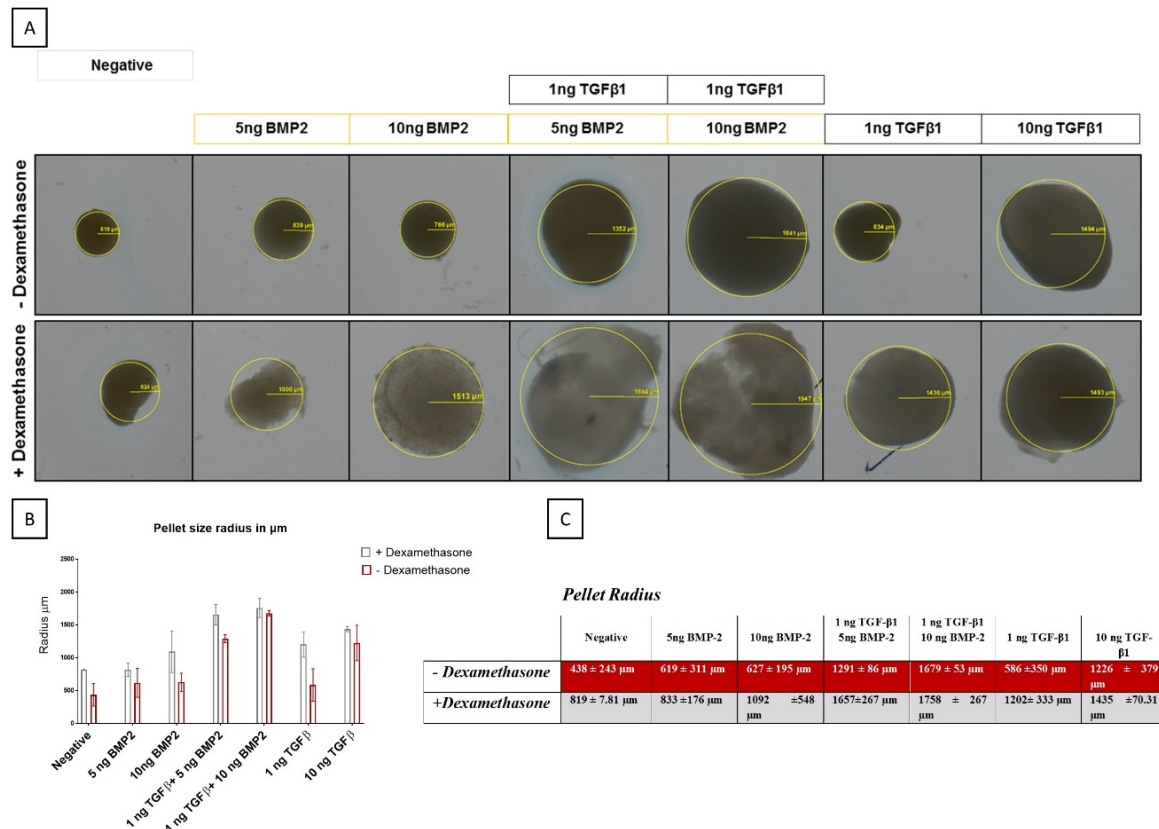 A
Negative
1ng TGFβ1 1ng TGFβ1
5ng BMP2 10ng BMP2 5ng BMP2 10ng BMP2 1ng TGFβ1 10ng TGFβ1
- Dexamethasone
619 µm 839 µm 766 µm 1352 µm 1641 µm 834 µm 1494 µm
+ Dexamethasone
824 µm 1000 µm 1513 µm 1894 µm 1947 µm 1436 µm 1493 µm
B
Pellet size radius in µm
+ Dexamethasone
- Dexamethasone
Radius µm
2500
2000
1500
1000
500
0
Negative
5 ng BMP2
10ng BMP2
1 ng TGFβ+ 5 ng BMP2
1 ng TGFβ+ 10 ng BMP2
1 ng TGFβ
10 ng TGFβ
C
Pellet Radius
Negative 5ng BMP-2 10ng BMP-2 1 ng TGF-β1 5ng BMP-2 1 ng TGF-β1 10 ng BMP-2 1 ng TGF-β1 10 ng TGF-β1
- Dexamethasone 438 ± 243 µm 619 ± 311 µm 627 ± 195 µm 1291 ± 86 µm 1679 ± 53 µm 586 ±350 µm 1226 ± 379 µm
+Dexamethasone 819 ± 7.81 µm 833 ±176 µm 1092 ±548 µm 1657±267 µm 1758 ± 267 µm 1202± 333 µm 1435 ±70.31 µm